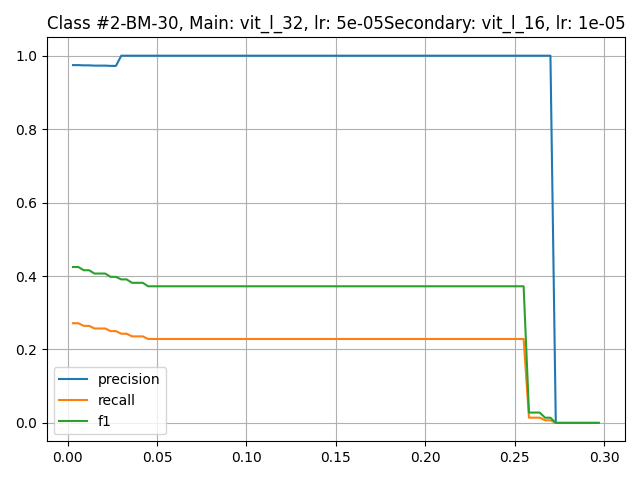 Class #2-BM-30, Main: vit_l_32, lr: 5e-05Secondary: vit_l_16, lr: 1e-05
1.0
0.8
0.6
0.4
0.2
0.0
precision
recall
f1
0.00 0.05 0.10 0.15 0.20 0.25 0.30